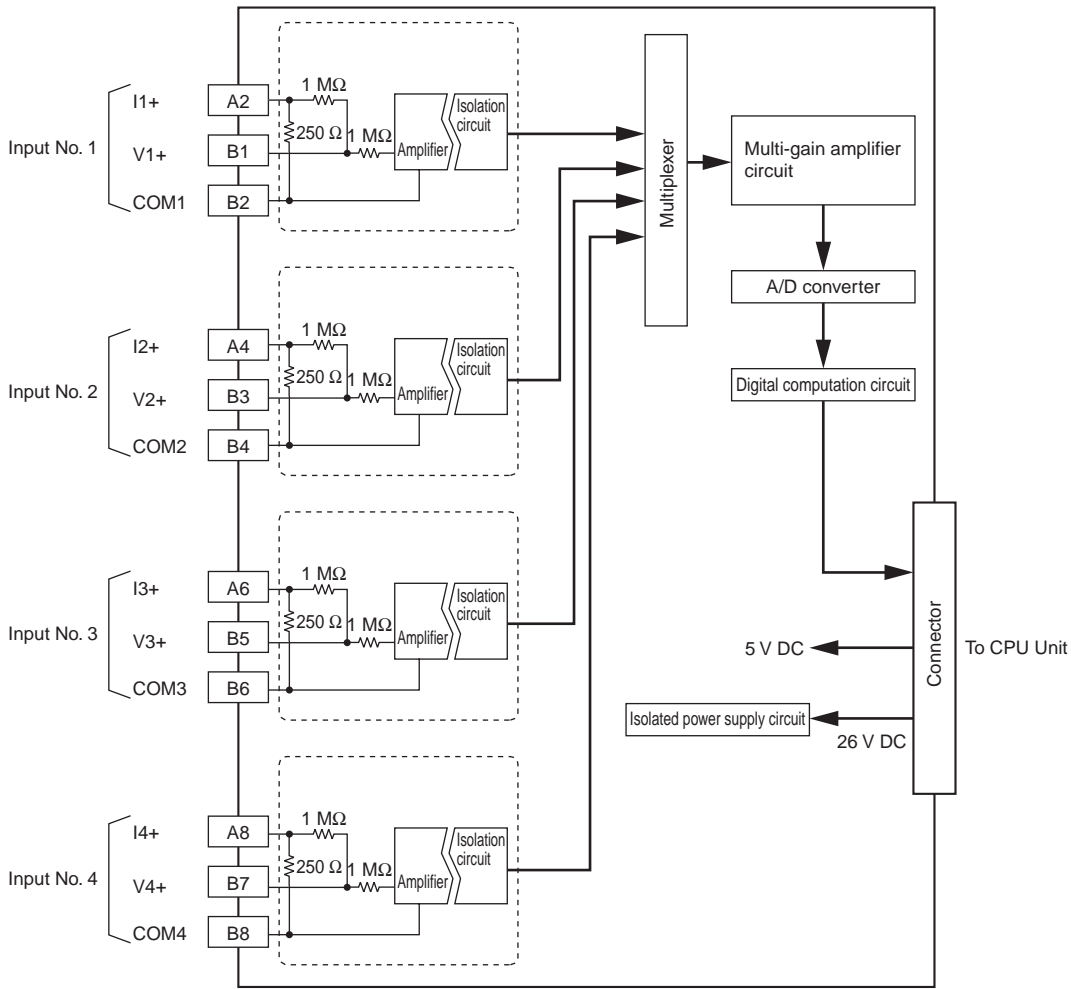 Input No. 1
I1+
V1+
COM1
A2
B1
B2
1 MΩ
250 Ω
1 MΩ
Amplifier
Isolation
circuit
Input No. 2
I2+
V2+
COM2
A4
B3
B4
1 MΩ
250 Ω
1 MΩ
Amplifier
Isolation
circuit
Input No. 3
I3+
V3+
COM3
A6
B5
B6
1 MΩ
250 Ω
1 MΩ
Amplifier
Isolation
circuit
Input No. 4
I4+
V4+
COM4
A8
B7
B8
1 MΩ
250 Ω
1 MΩ
Amplifier
Isolation
circuit
Multiplexer
Multi-gain amplifier
circuit
A/D converter
Digital computation circuit
5 V DC
Isolated power supply circuit
26 V DC
Connector
To CPU Unit